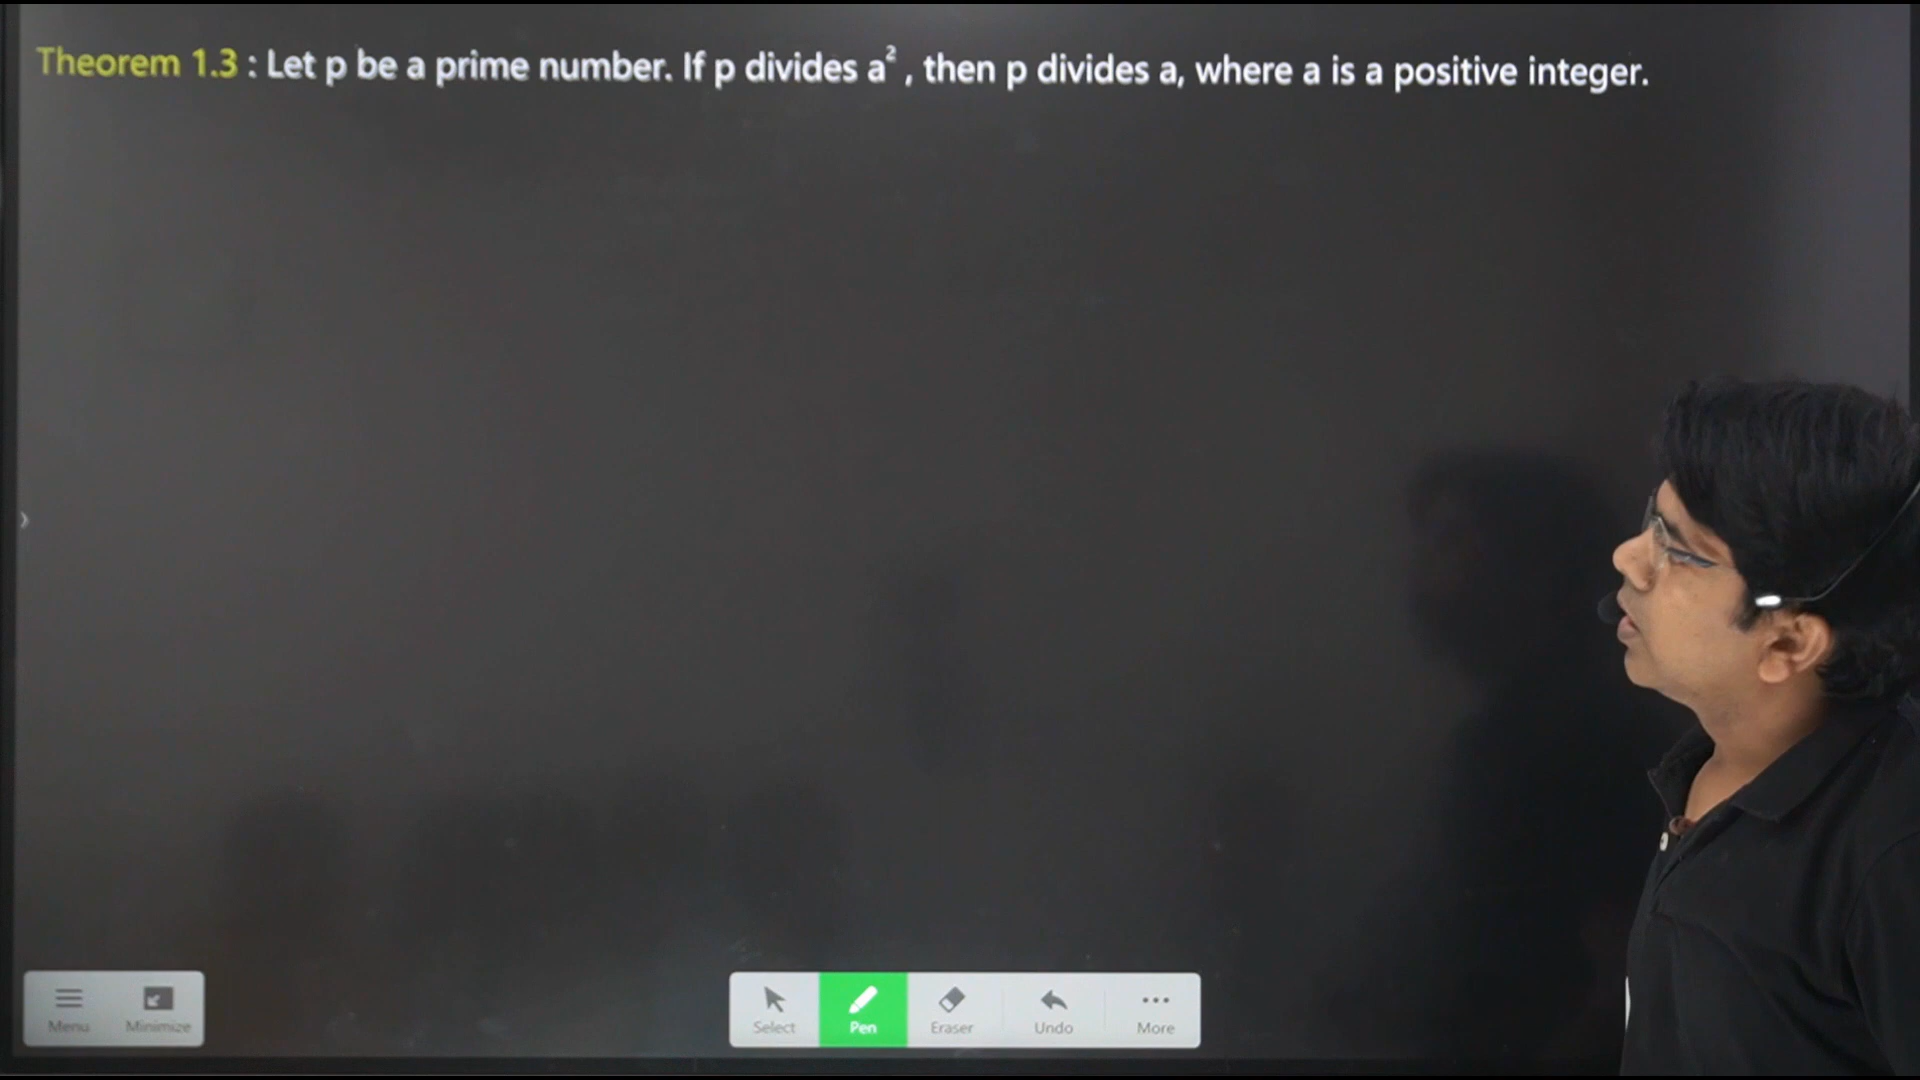 Theorem 1.3 : Let p be a prime number. If p divides a², then p divides a, where a is a positive integer.
Menu Minimize Select Pen Eraser Undo More